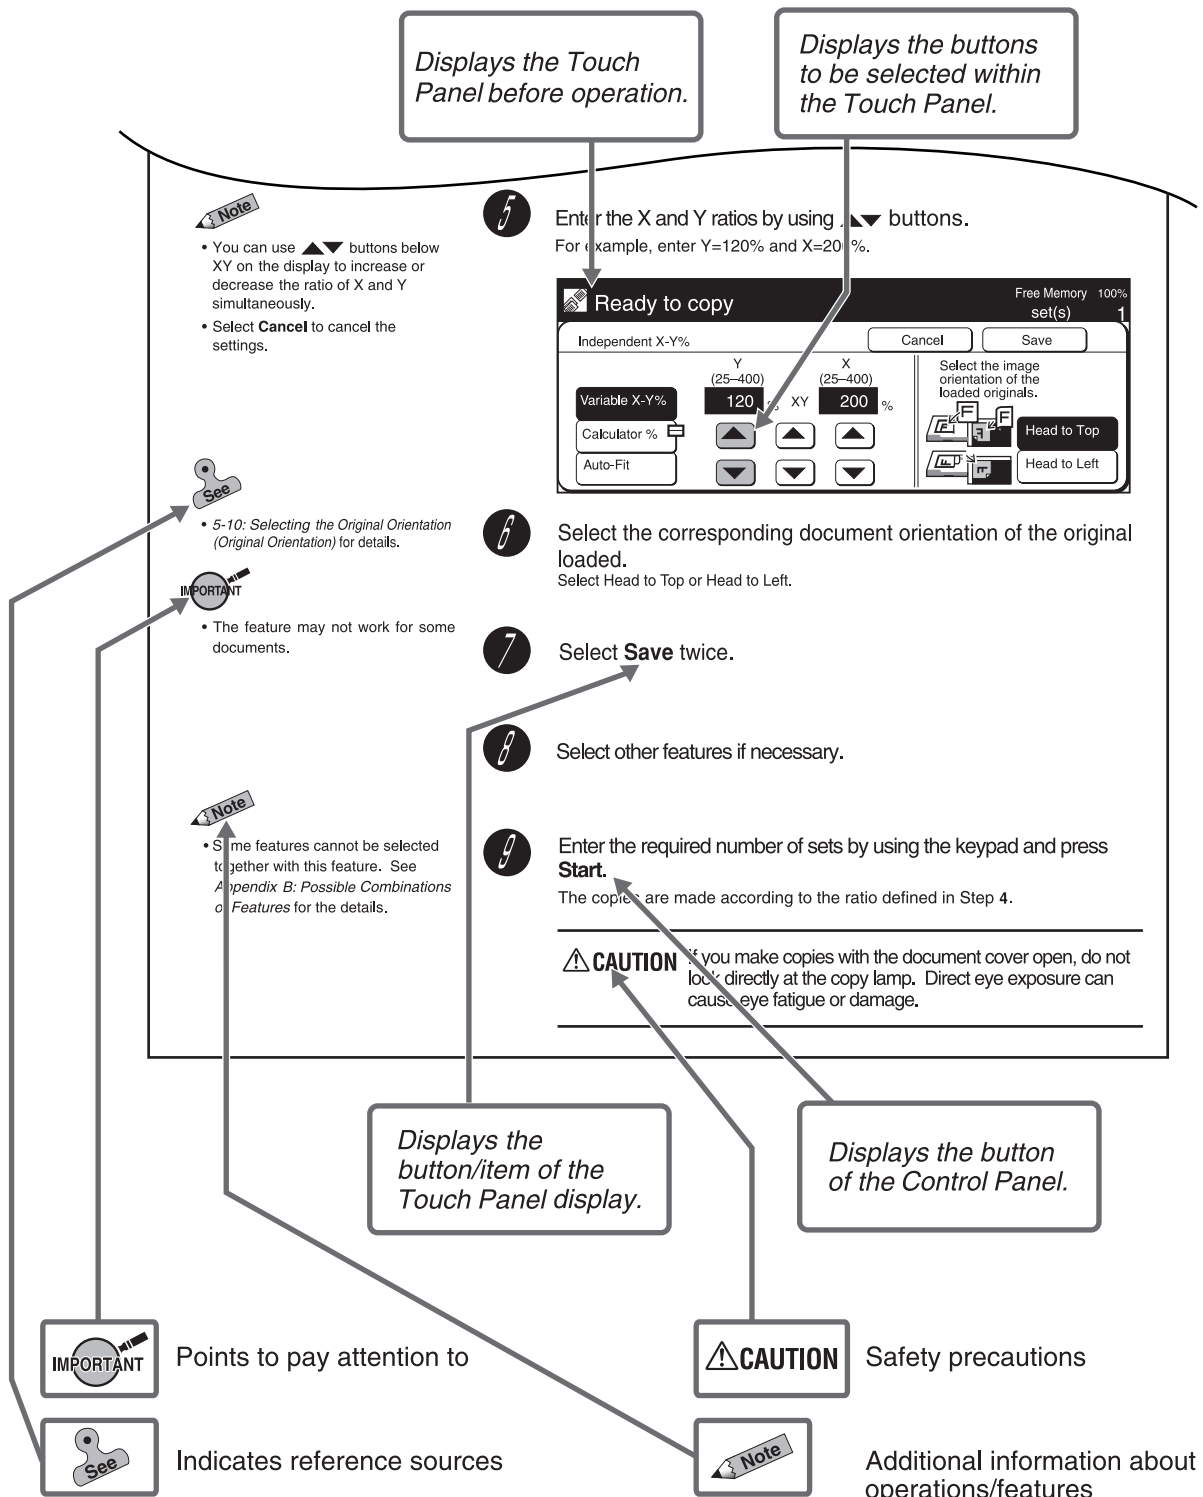 Displays the Touch
Panel before operation.
Displays the buttons
to be selected within
the Touch Panel.
Note
• You can use ▲▼ buttons below
XY on the display to increase or
decrease the ratio of X and Y
simultaneously.
• Select Cancel to cancel the
settings.
5
Enter the X and Y ratios by using ▲▼ buttons.
For example, enter Y=120% and X=200%.
Ready to copy
Free Memory 100%
set(s) 1
Independent X-Y%
Cancel
Save
Y
(25–400)
X
(25–400)
Variable X-Y%
120 %
XY
200 %
Calculator %
Auto-Fit
Select the image
orientation of the
loaded originals.
F F
F F
Head to Top
F F
Head to Left
See
• 5-10: Selecting the Original Orientation
(Original Orientation) for details.
6
Select the corresponding document orientation of the original
loaded.
Select Head to Top or Head to Left.
IMPORTANT
• The feature may not work for some
documents.
7
Select Save twice.
8
Select other features if necessary.
Note
• Some features cannot be selected
together with this feature. See
Appendix B: Possible Combinations
of Features for the details.
9
Enter the required number of sets by using the keypad and press
Start.
The copies are made according to the ratio defined in Step 4.
CAUTION
If you make copies with the document cover open, do not
look directly at the copy lamp. Direct eye exposure can
cause eye fatigue or damage.
Displays the
button/item of the
Touch Panel display.
Displays the button
of the Control Panel.
IMPORTANT
Points to pay attention to
CAUTION
Safety precautions
See
Indicates reference sources
Note
Additional information about
operations/features